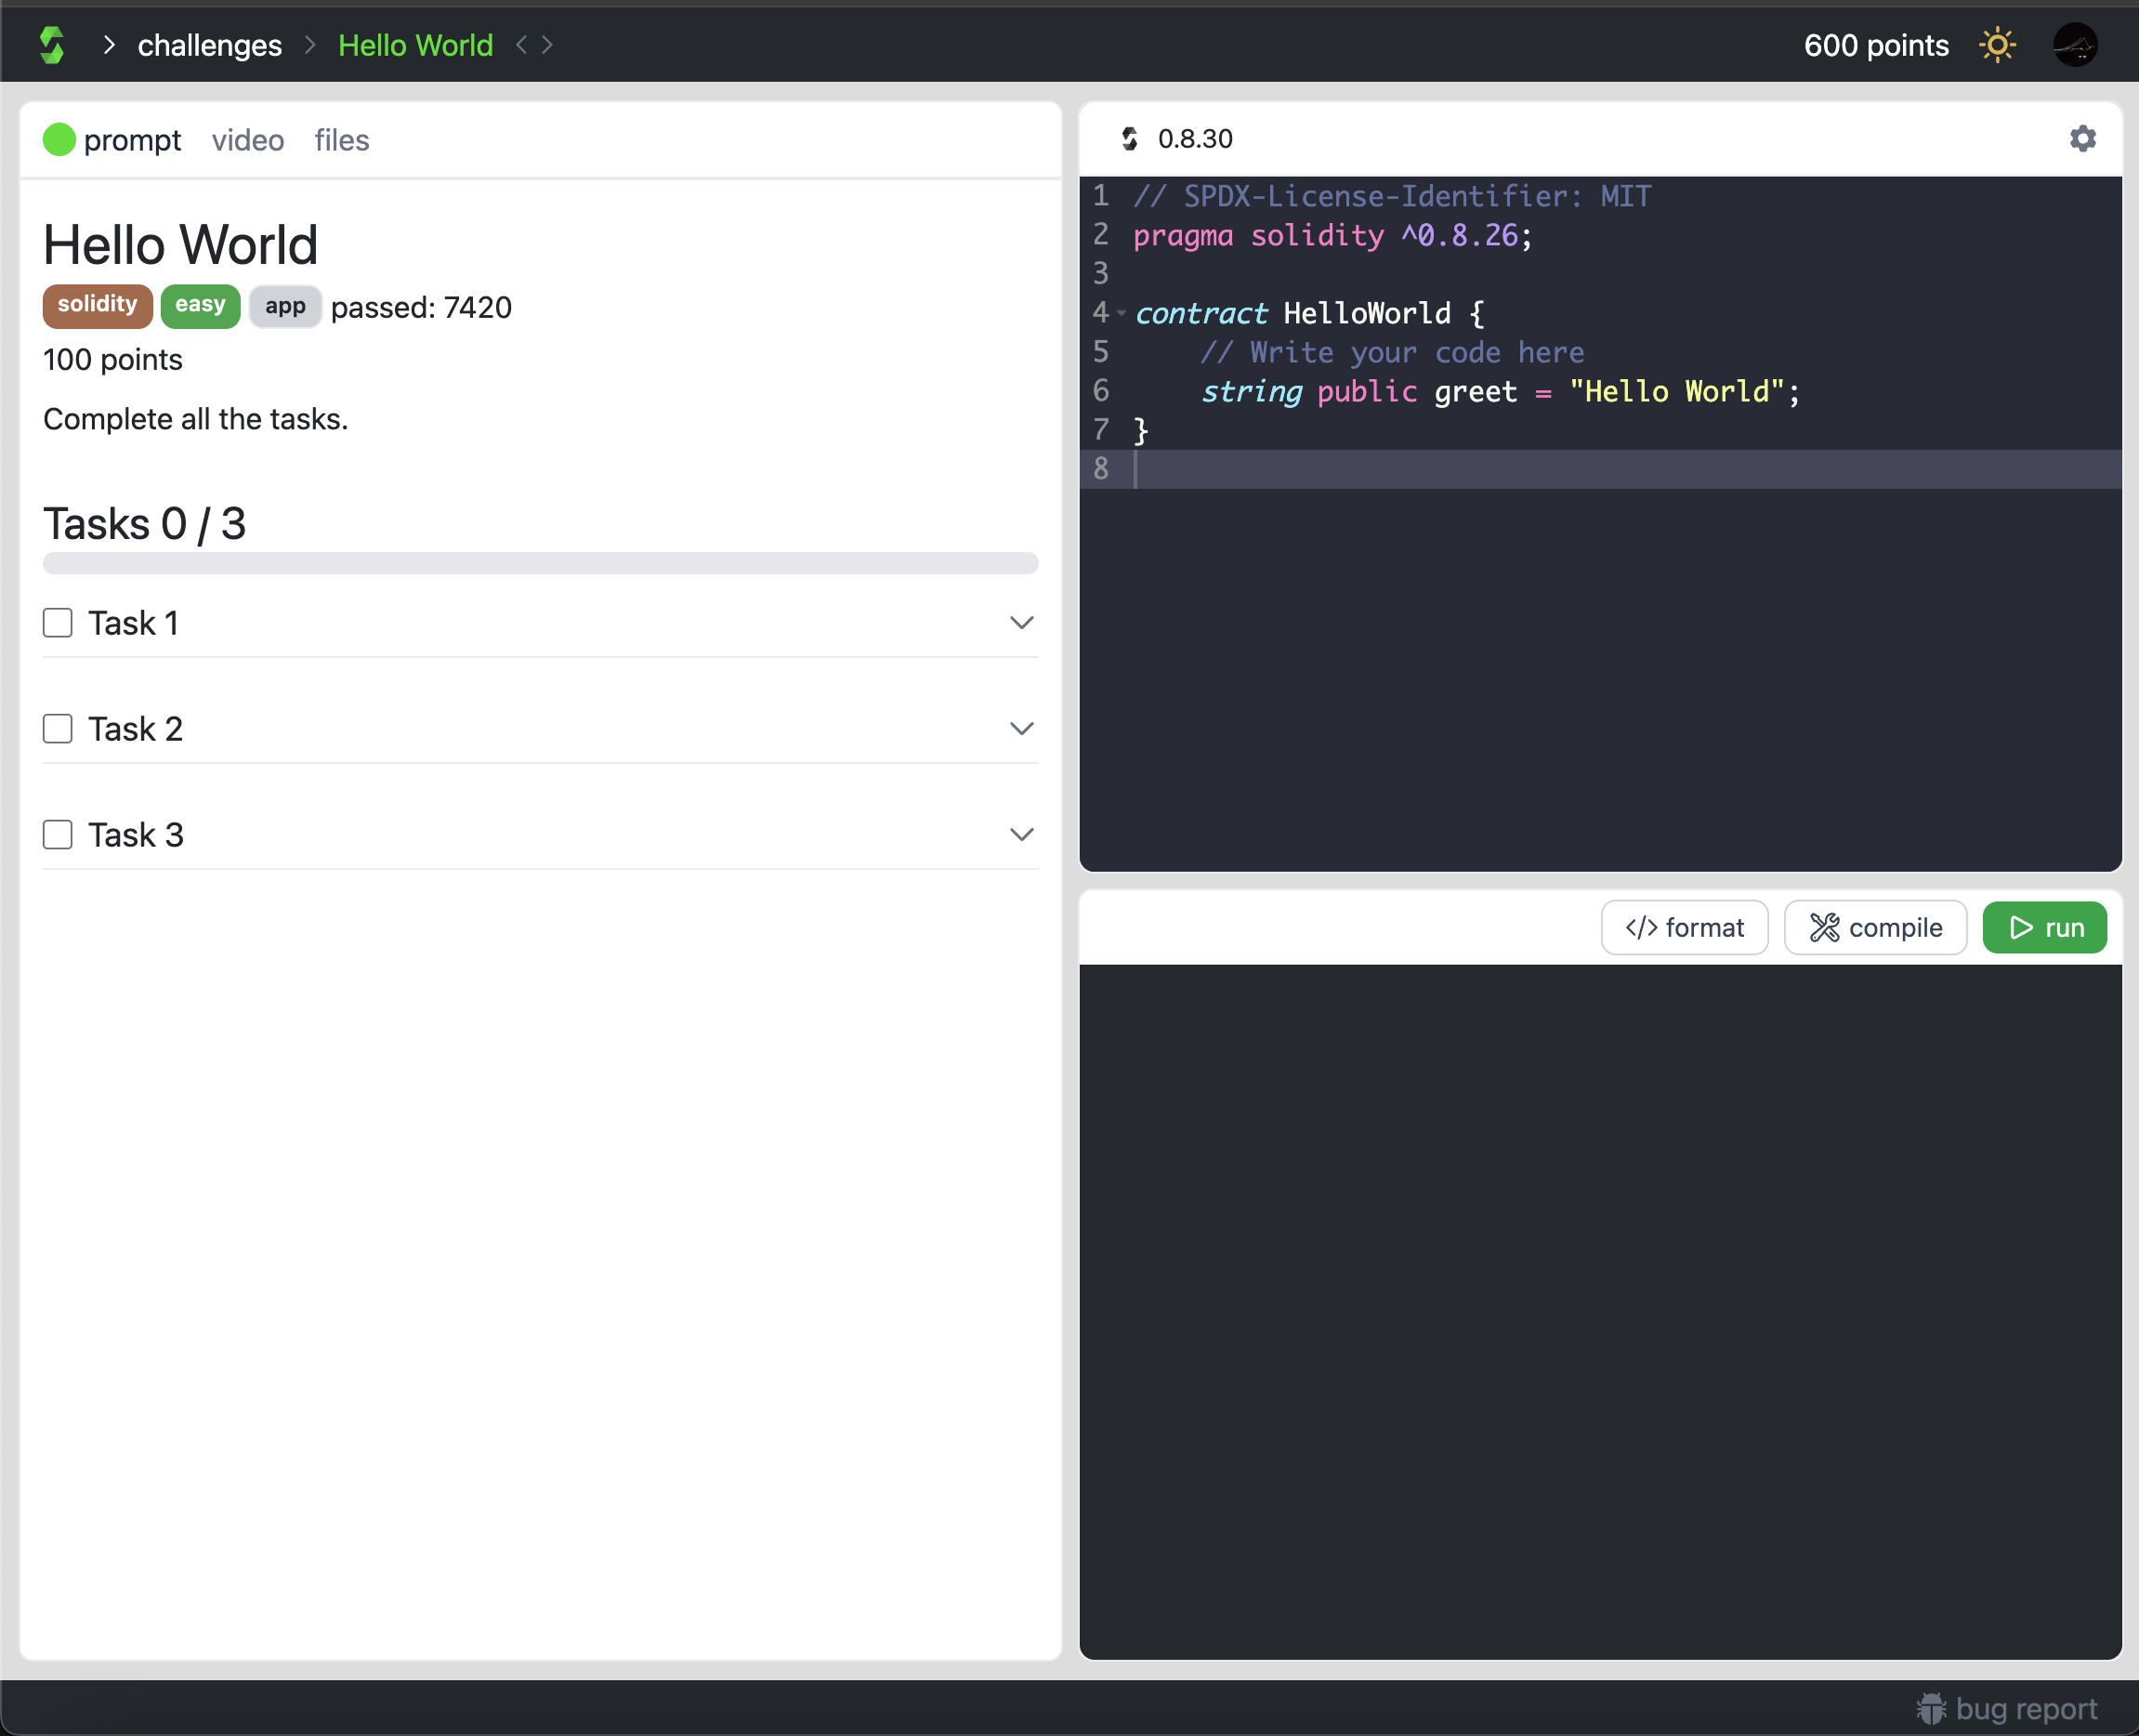 challenges Hello World 600 points
prompt video files
Hello World
solidity easy app passed: 7420
100 points
Complete all the tasks.
Tasks 0 / 3
Task 1
Task 2
Task 3
0.8.30
1 // SPDX-License-Identifier: MIT
2 pragma solidity ^0.8.26;
3
4 contract HelloWorld {
5 // Write your code here
6 string public greet = "Hello World";
7 }
8
</> format compile run
bug report